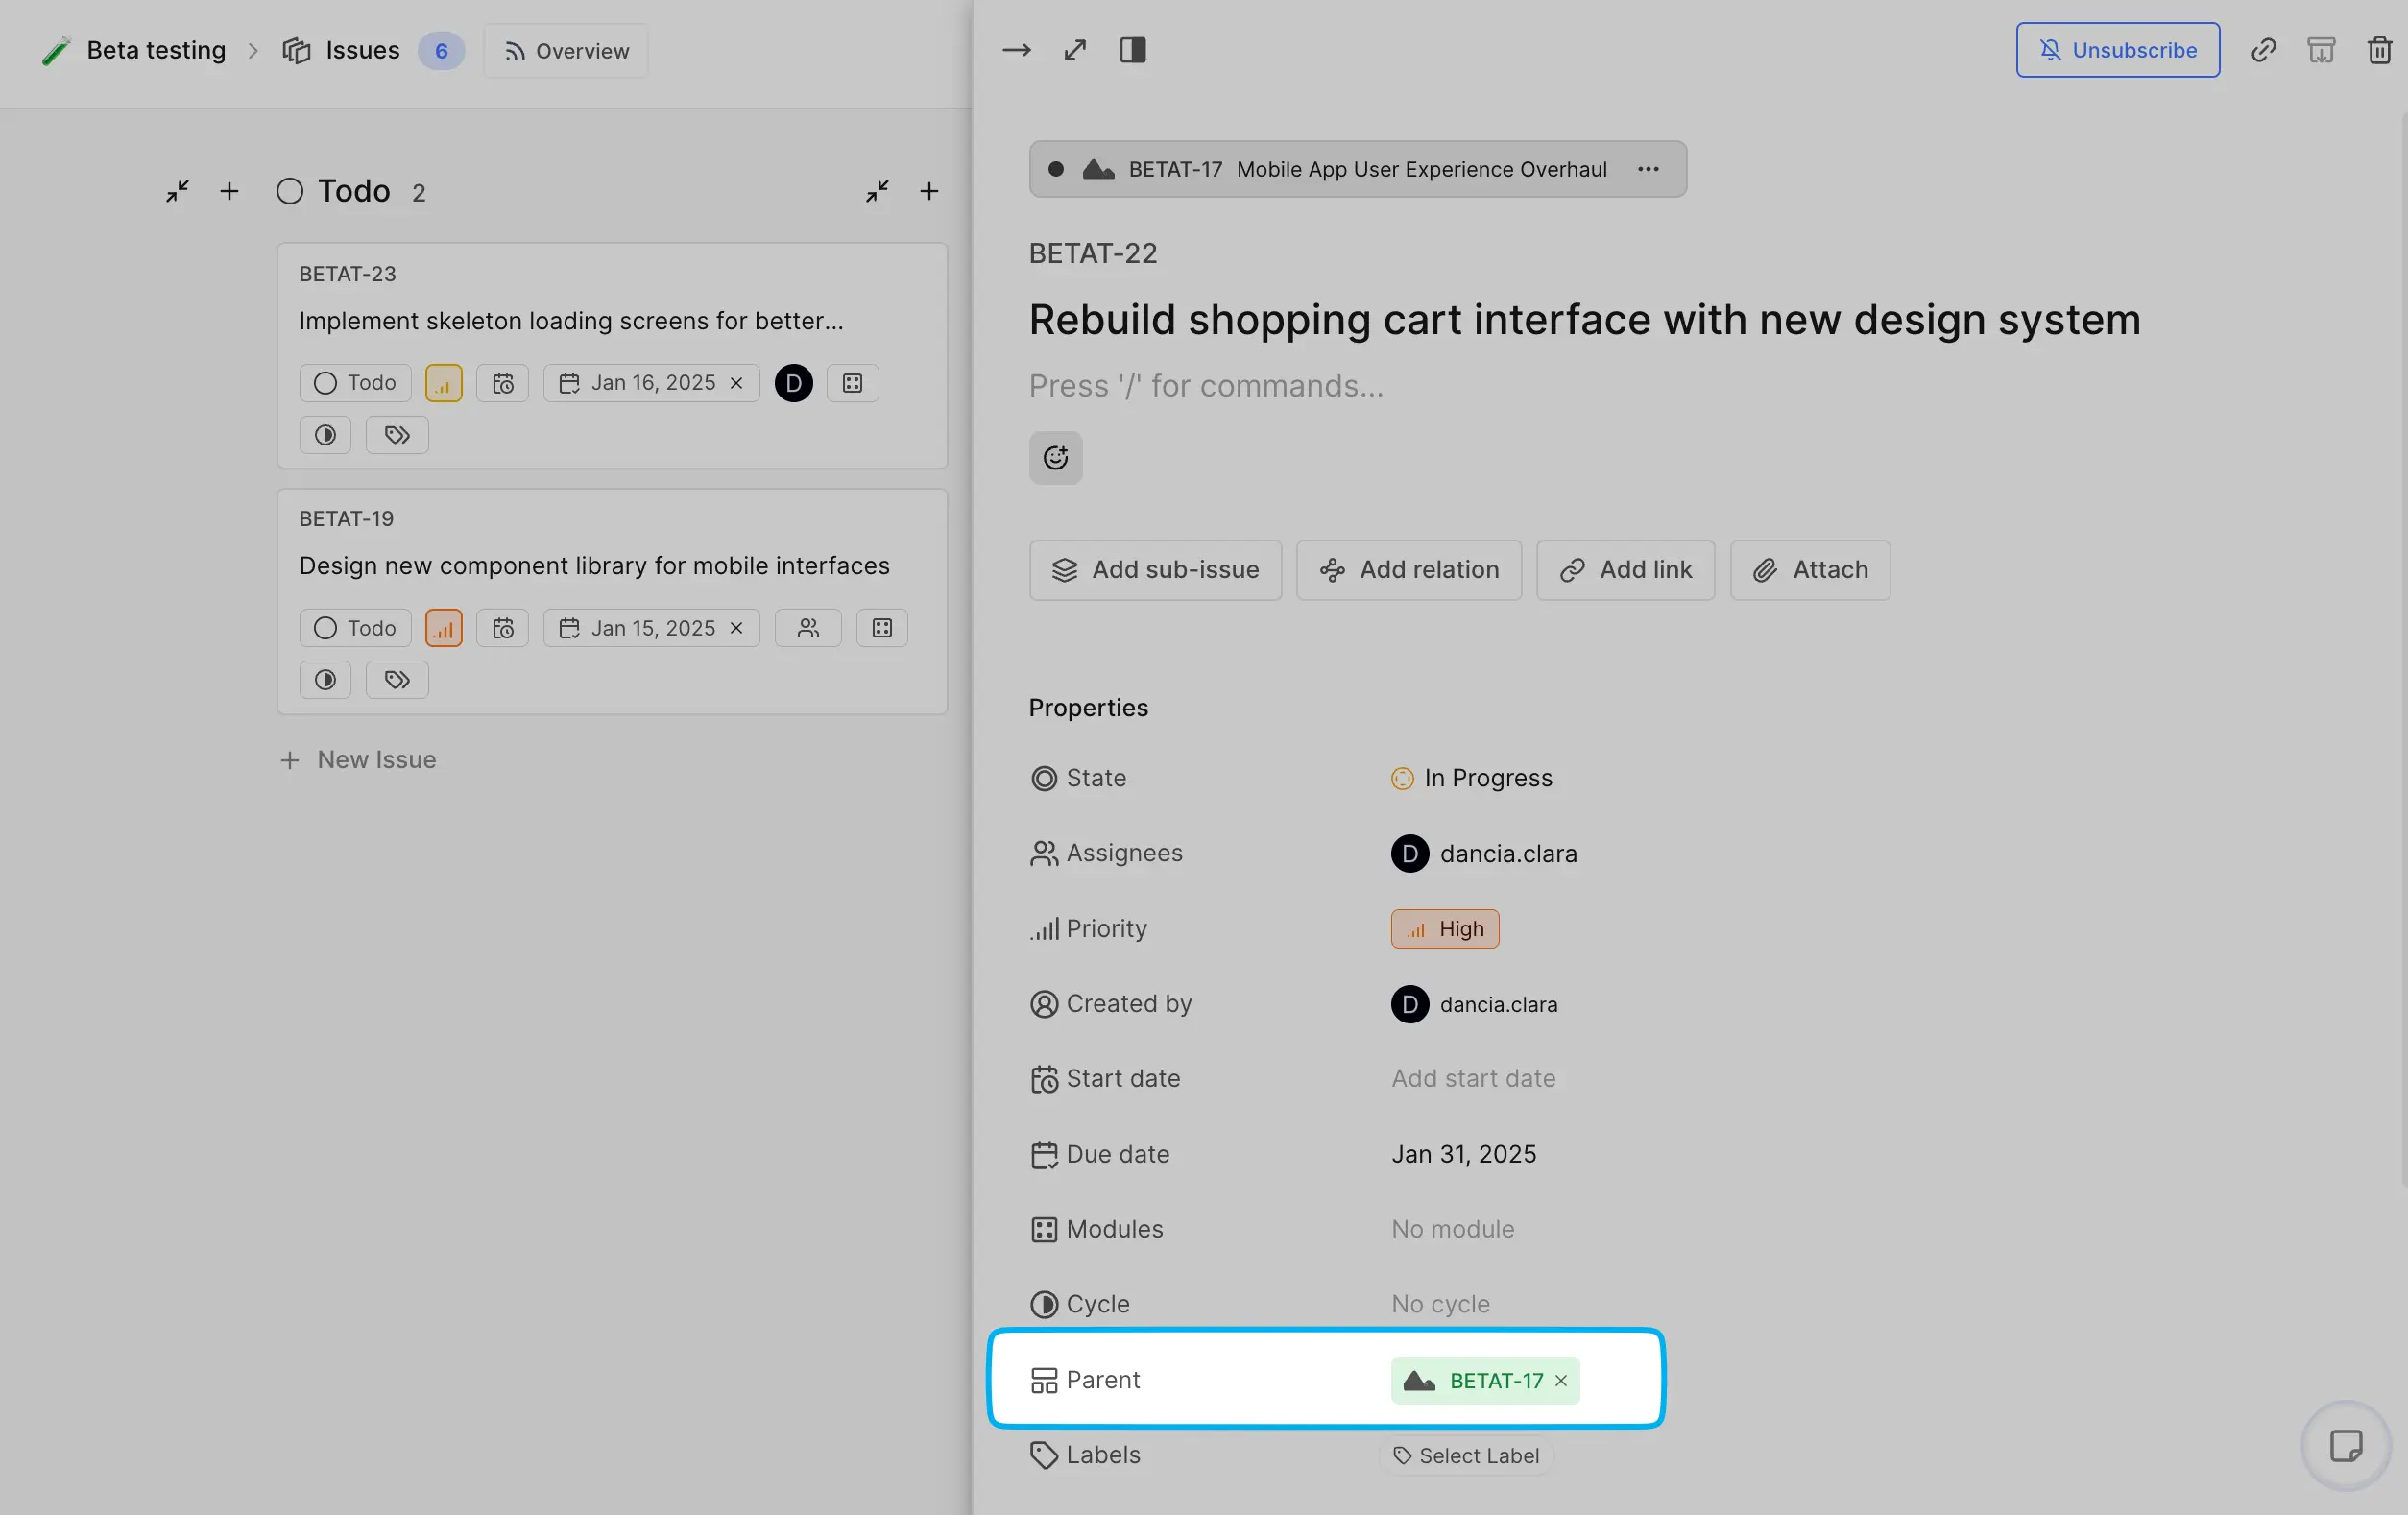 Beta testing > Issues 6 Overview
Unsubscribe
Todo 2
BETAT-23
Implement skeleton loading screens for better...
Todo Jan 16, 2025 × D
BETAT-19
Design new component library for mobile interfaces
Todo Jan 15, 2025 ×
+ New Issue
BETAT-17 Mobile App User Experience Overhaul ...
BETAT-22
Rebuild shopping cart interface with new design system
Press '/' for commands...
Add sub-issue Add relation Add link Attach
Properties
State In Progress
Assignees D dancia.clara
Priority High
Created by D dancia.clara
Start date Add start date
Due date Jan 31, 2025
Modules No module
Cycle No cycle
Parent BETAT-17 ×
Labels Select Label